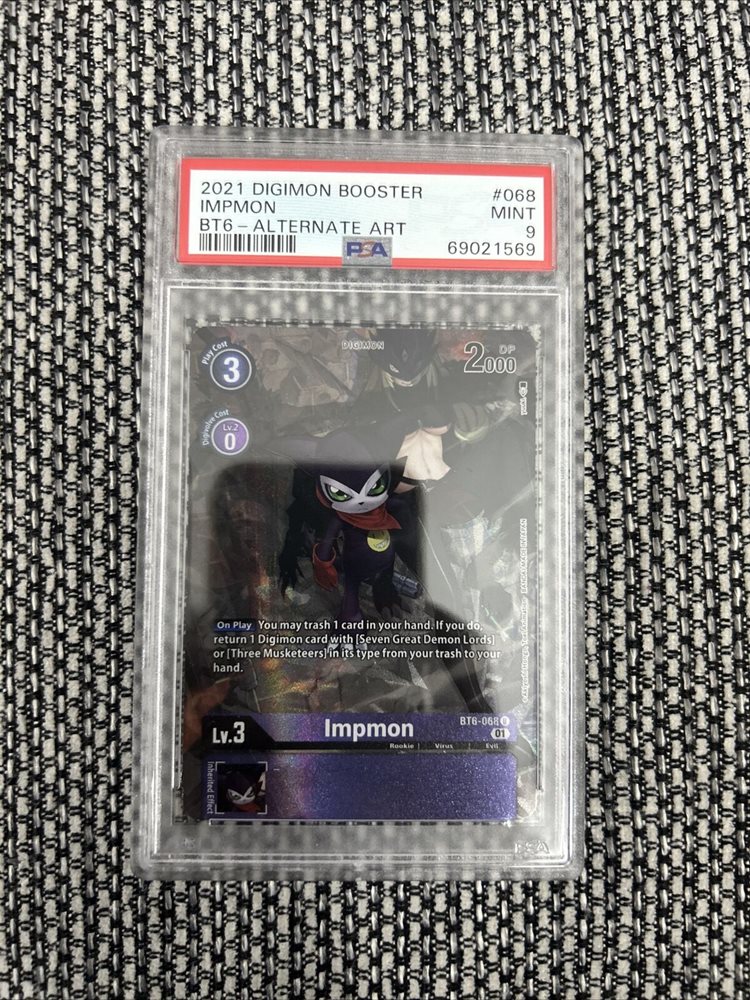 2021 DIGIMON BOOSTER #068
IMPMON MINT
BT6 - ALTERNATE ART 9
PSA 69021569
Play Cost
3
DIGIMON
DP
2000
Digivolve Cost
Lv.2
0
On Play You may trash 1 card in your hand. If you do,
return 1 Digimon card with [Seven Great Demon Lords]
or [Three Musketeers] in its type from your trash to your
hand.
BT6-068 U
01
Lv.3 Impmon
Rookie | Virus | Evil
Inherited Effect
-
PSA